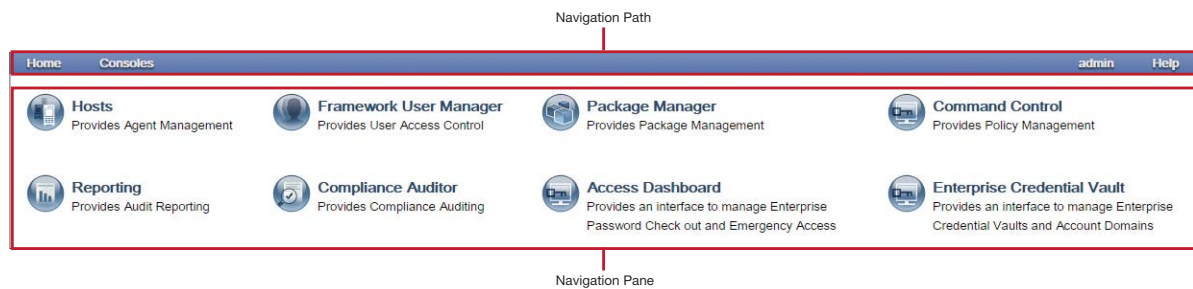 Navigation Path
Home Consoles admin Help
Hosts
Provides Agent Management
Framework User Manager
Provides User Access Control
Package Manager
Provides Package Management
Command Control
Provides Policy Management
Reporting
Provides Audit Reporting
Compliance Auditor
Provides Compliance Auditing
Access Dashboard
Provides an interface to manage Enterprise
Password Check out and Emergency Access
Enterprise Credential Vault
Provides an interface to manage Enterprise
Credential Vaults and Account Domains
Navigation Pane